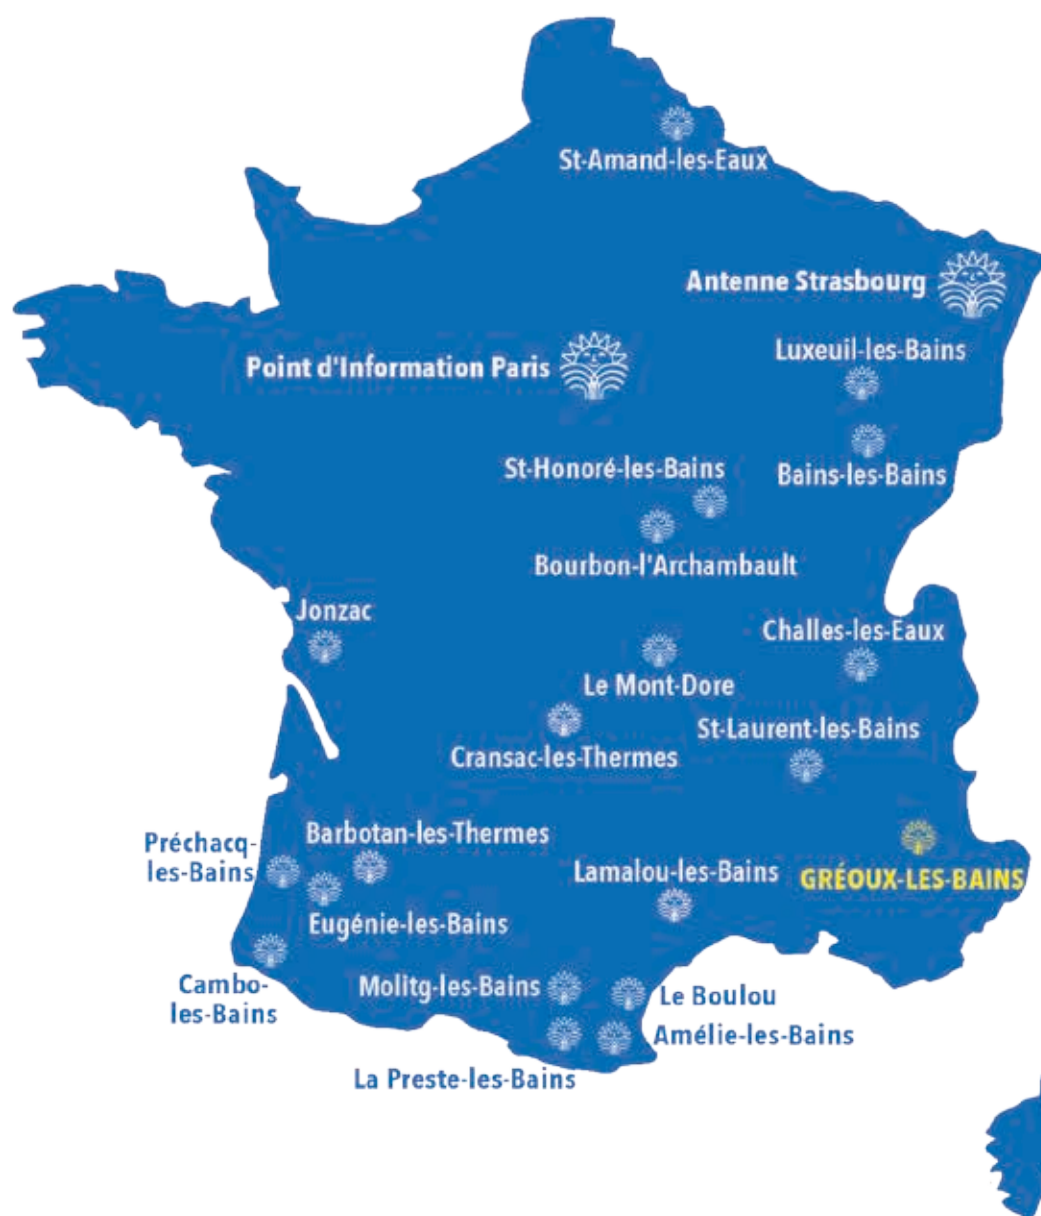 St-Amand-les-Eaux
Antenne Strasbourg
Luxeuil-les-Bains
Point d'Information Paris
St-Honoré-les-Bains
Bains-les-Bains
Bourbon-l'Archambault
Jonzac
Challes-les-Eaux
Le Mont-Dore
St-Laurent-les-Bains
Cransac-les-Thermes
Préchacq-
les-Bains
Barbotan-les-Thermes
Lamalou-les-Bains
GRÉOUX-LES-BAINS
Eugénie-les-Bains
Cambo-
les-Bains
Molitg-les-Bains
Le Boulou
Amélie-les-Bains
La Preste-les-Bains